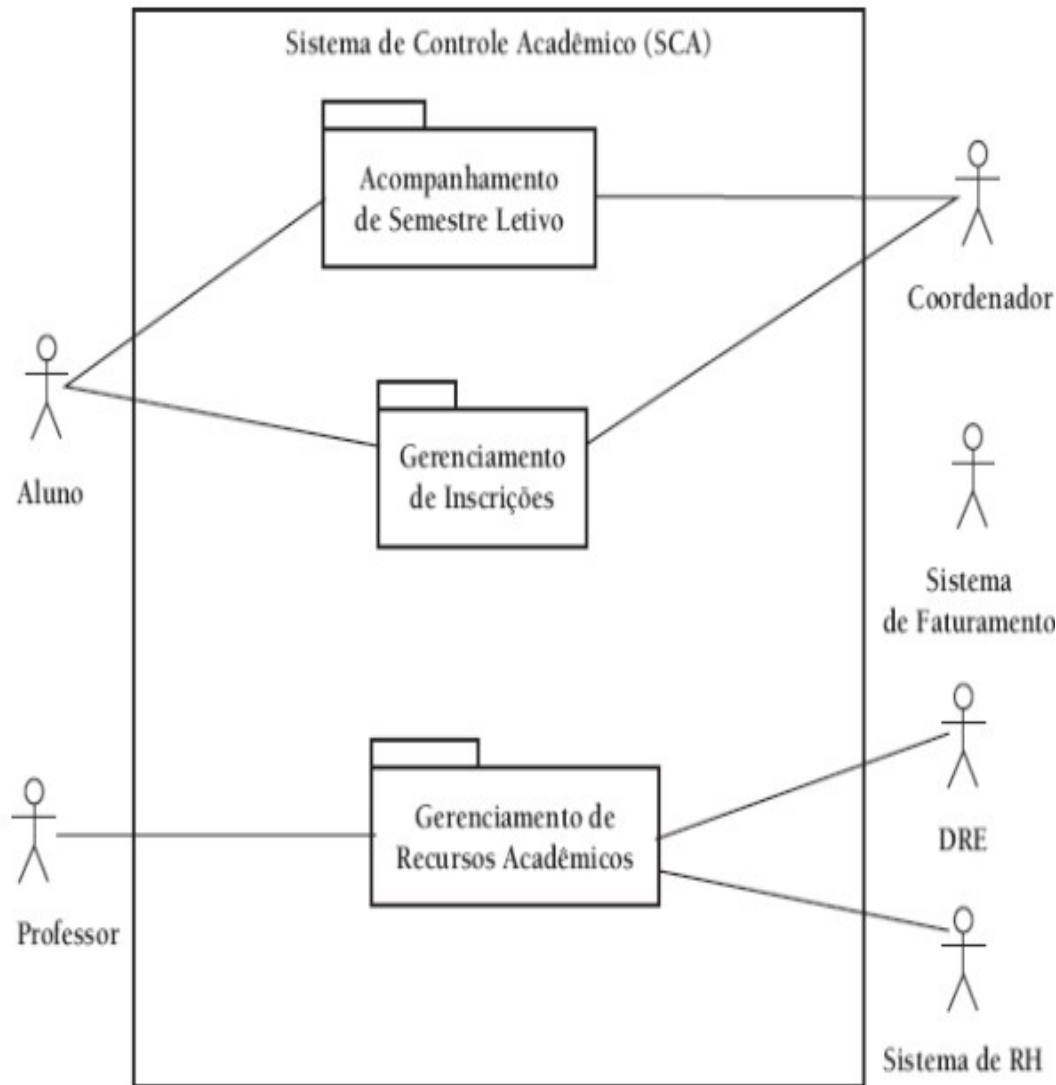 Sistema de Controle Acadêmico (SCA)
Acompanhamento
de Semestre Letivo
Coordenador
Aluno
Gerenciamento
de Inscrições
Sistema
de Faturamento
Gerenciamento de
Recursos Acadêmicos
DRE
Professor
Sistema de RH